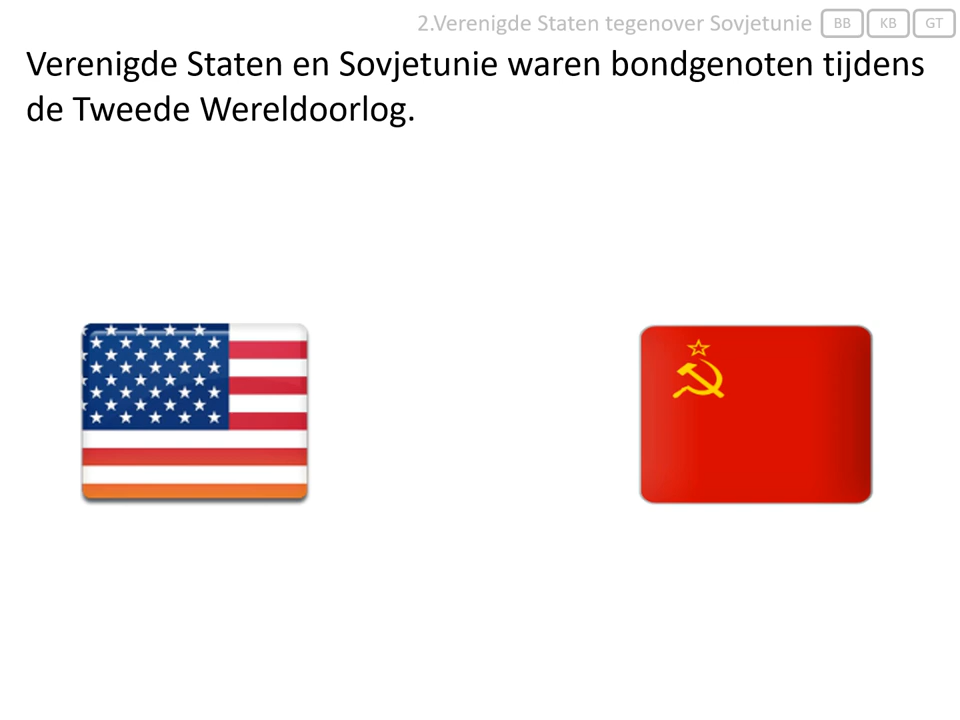 2.Verenigde Staten tegenover Sovjetunie BB KB GT
Verenigde Staten en Sovjetunie waren bondgenoten tijdens
de Tweede Wereldoorlog.